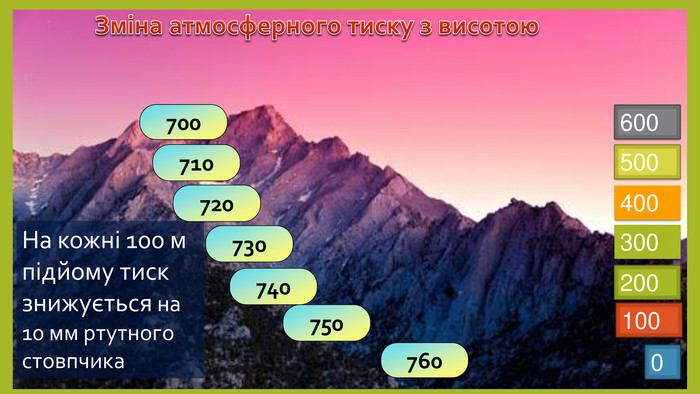 Зміна атмосферного тиску з висотою
700
600
710
500
720
400
730
300
740
200
750
100
760
0
На кожні 100 м
підйому тиск
знижується на
10 мм ртутного
стовпчика